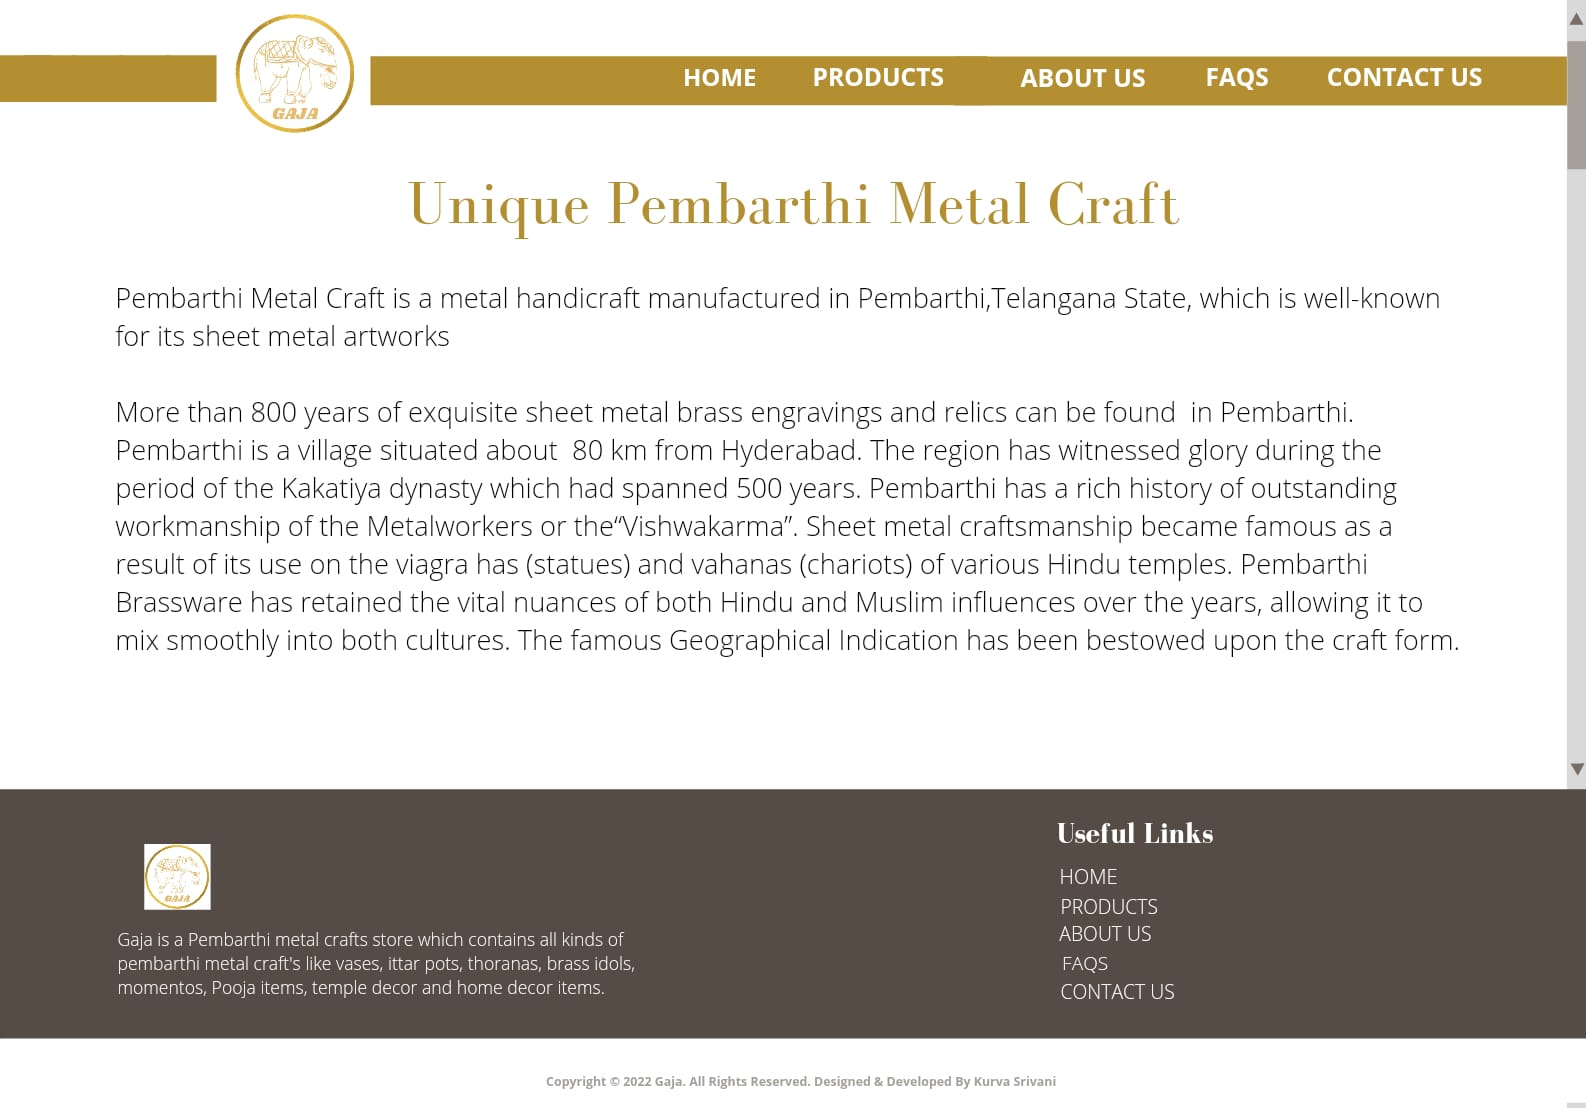 GAJA
HOME PRODUCTS ABOUT US FAQS CONTACT US
Unique Pembarthi Metal Craft
Pembarthi Metal Craft is a metal handicraft manufactured in Pembarthi,Telangana State, which is well-known
for its sheet metal artworks
More than 800 years of exquisite sheet metal brass engravings and relics can be found  in Pembarthi.
Pembarthi is a village situated about  80 km from Hyderabad. The region has witnessed glory during the
period of the Kakatiya dynasty which had spanned 500 years. Pembarthi has a rich history of outstanding
workmanship of the Metalworkers or the“Vishwakarma”. Sheet metal craftsmanship became famous as a
result of its use on the viagra has (statues) and vahanas (chariots) of various Hindu temples. Pembarthi
Brassware has retained the vital nuances of both Hindu and Muslim influences over the years, allowing it to
mix smoothly into both cultures. The famous Geographical Indication has been bestowed upon the craft form.
GAJA
Gaja is a Pembarthi metal crafts store which contains all kinds of
pembarthi metal craft's like vases, ittar pots, thoranas, brass idols,
momentos, Pooja items, temple decor and home decor items.
Useful Links
HOME
PRODUCTS
ABOUT US
FAQS
CONTACT US
Copyright © 2022 Gaja. All Rights Reserved. Designed & Developed By Kurva Srivani